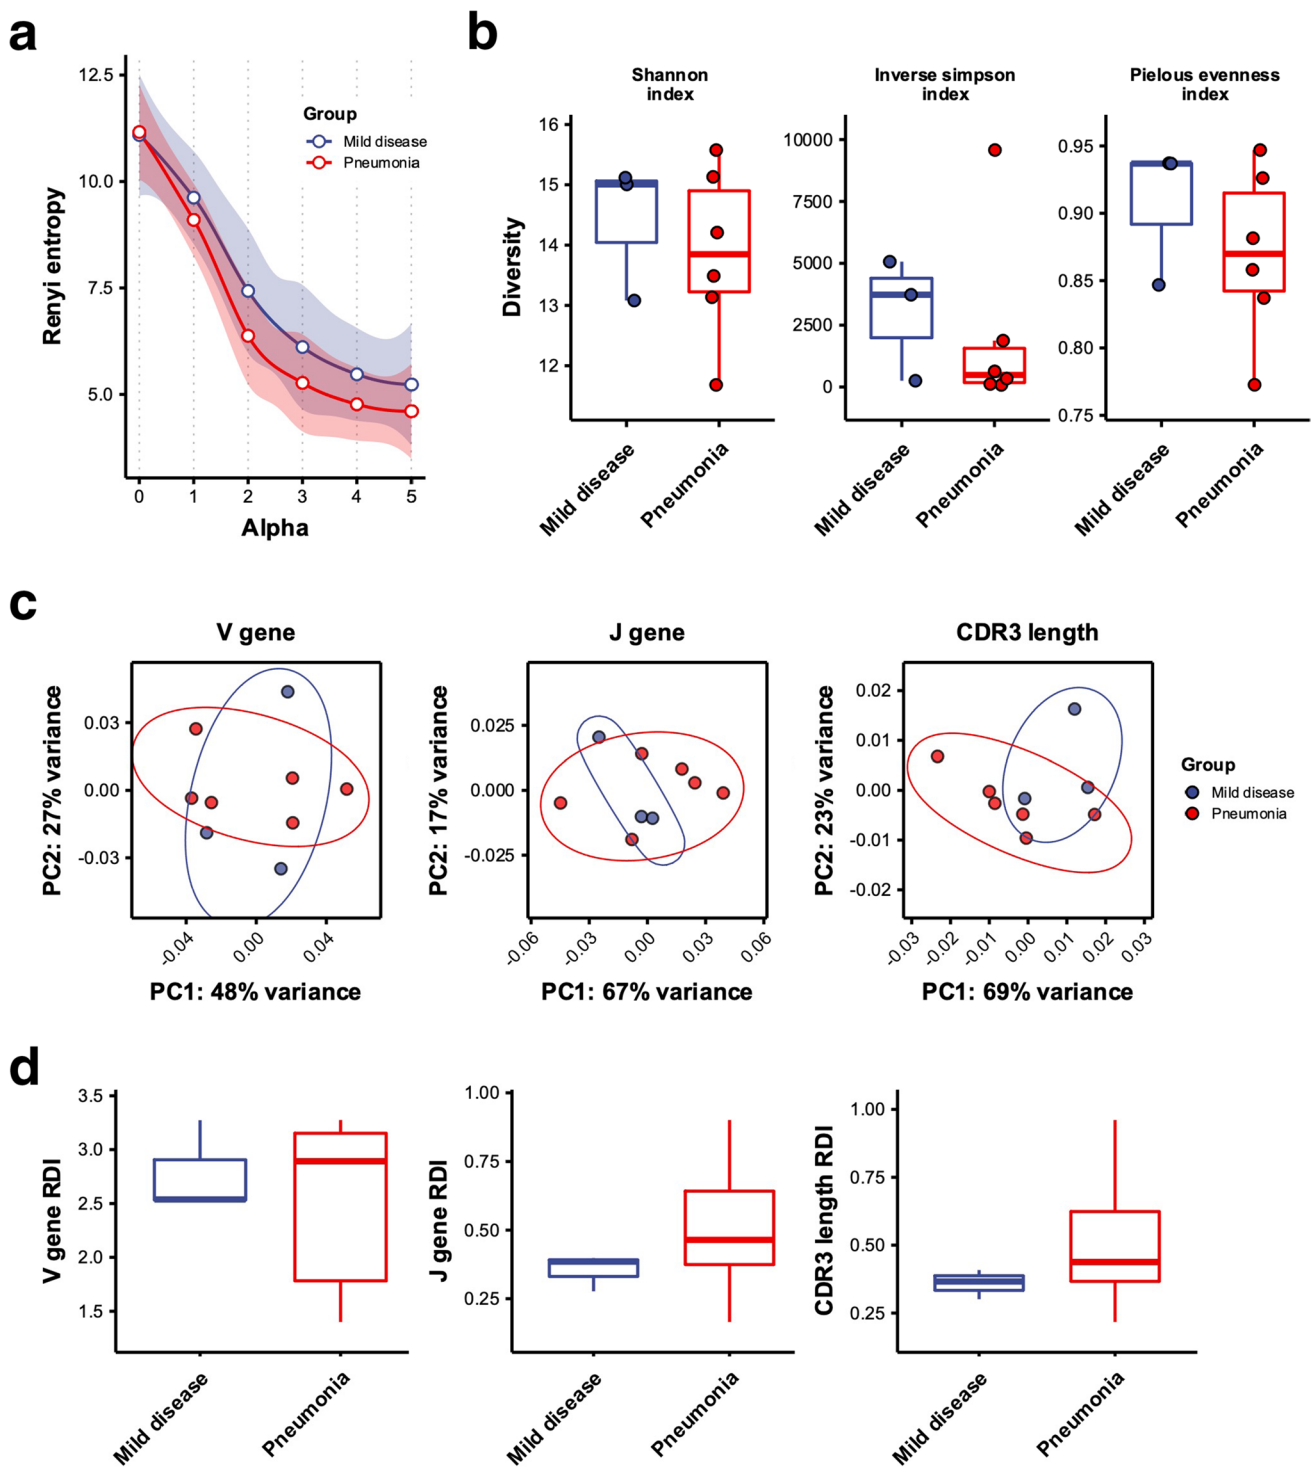 a
12.5
10.0
7.5
5.0
Renyi entropy
0 1 2 3 4 5
Alpha
Group
Mild disease
Pneumonia
b
Shannon
index
Diversity
16
15
14
13
12
Mild disease
Pneumonia
Inverse simpson
index
10000
7500
5000
2500
0
Mild disease
Pneumonia
Pielous evenness
index
0.95
0.90
0.85
0.80
0.75
Mild disease
Pneumonia
c
V gene
PC2: 27% variance
0.03
0.00
-0.03
-0.04 0.00 0.04
PC1: 48% variance
J gene
PC2: 17% variance
0.025
0.000
-0.025
-0.06 -0.03 0.00 0.03 0.06
PC1: 67% variance
CDR3 length
PC2: 23% variance
0.02
0.01
0.00
-0.01
-0.02
-0.03 -0.02 -0.01 0.00 0.01 0.02 0.03
PC1: 69% variance
Group
Mild disease
Pneumonia
d
V gene RDI
3.5
3.0
2.5
2.0
1.5
Mild disease
Pneumonia
J gene RDI
1.00
0.75
0.50
0.25
Mild disease
Pneumonia
CDR3 length RDI
1.00
0.75
0.50
0.25
Mild disease
Pneumonia